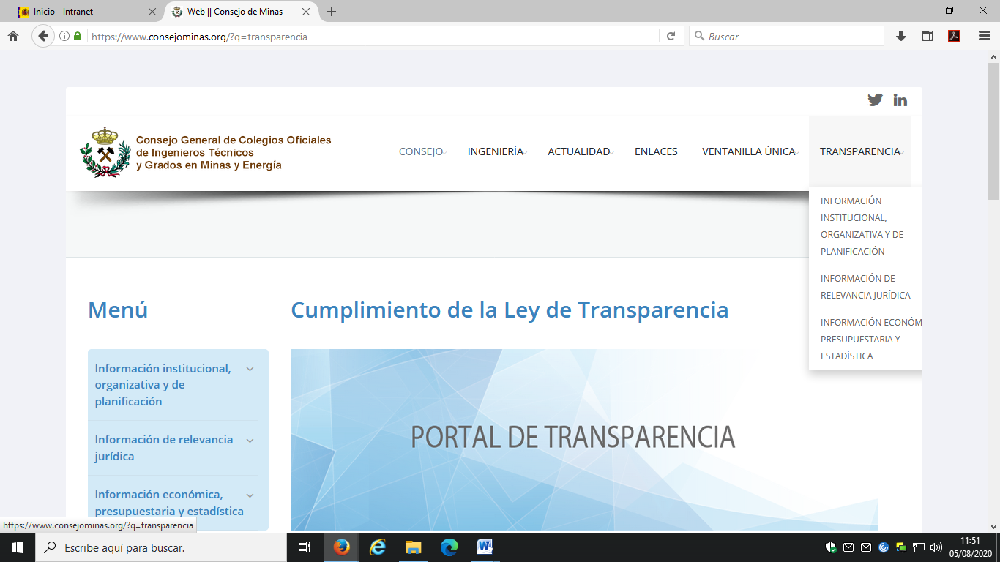 Inicio - Intranet
Web || Consejo de Minas
https://www.consejominas.org/?q=transparencia
Buscar
Consejo General de Colegios Oficiales
de Ingenieros Técnicos
y Grados en Minas y Energía
CONSEJO
INGENIERÍA
ACTUALIDAD
ENLACES
VENTANILLA ÚNICA
TRANSPARENCIA
INFORMACIÓN
INSTITUCIONAL,
ORGANIZATIVA Y DE
PLANIFICACIÓN
INFORMACIÓN DE
RELEVANCIA JURÍDICA
INFORMACIÓN ECONÓM
PRESUPUESTARIA Y
ESTADÍSTICA
Menú
Información institucional,
organizativa y de
planificación
Información de relevancia
jurídica
Información económica,
presupuestaria y estadística
Cumplimiento de la Ley de Transparencia
PORTAL DE TRANSPARENCIA
https://www.consejominas.org/?q=transparencia
Escribe aquí para buscar.
11:51
05/08/2020